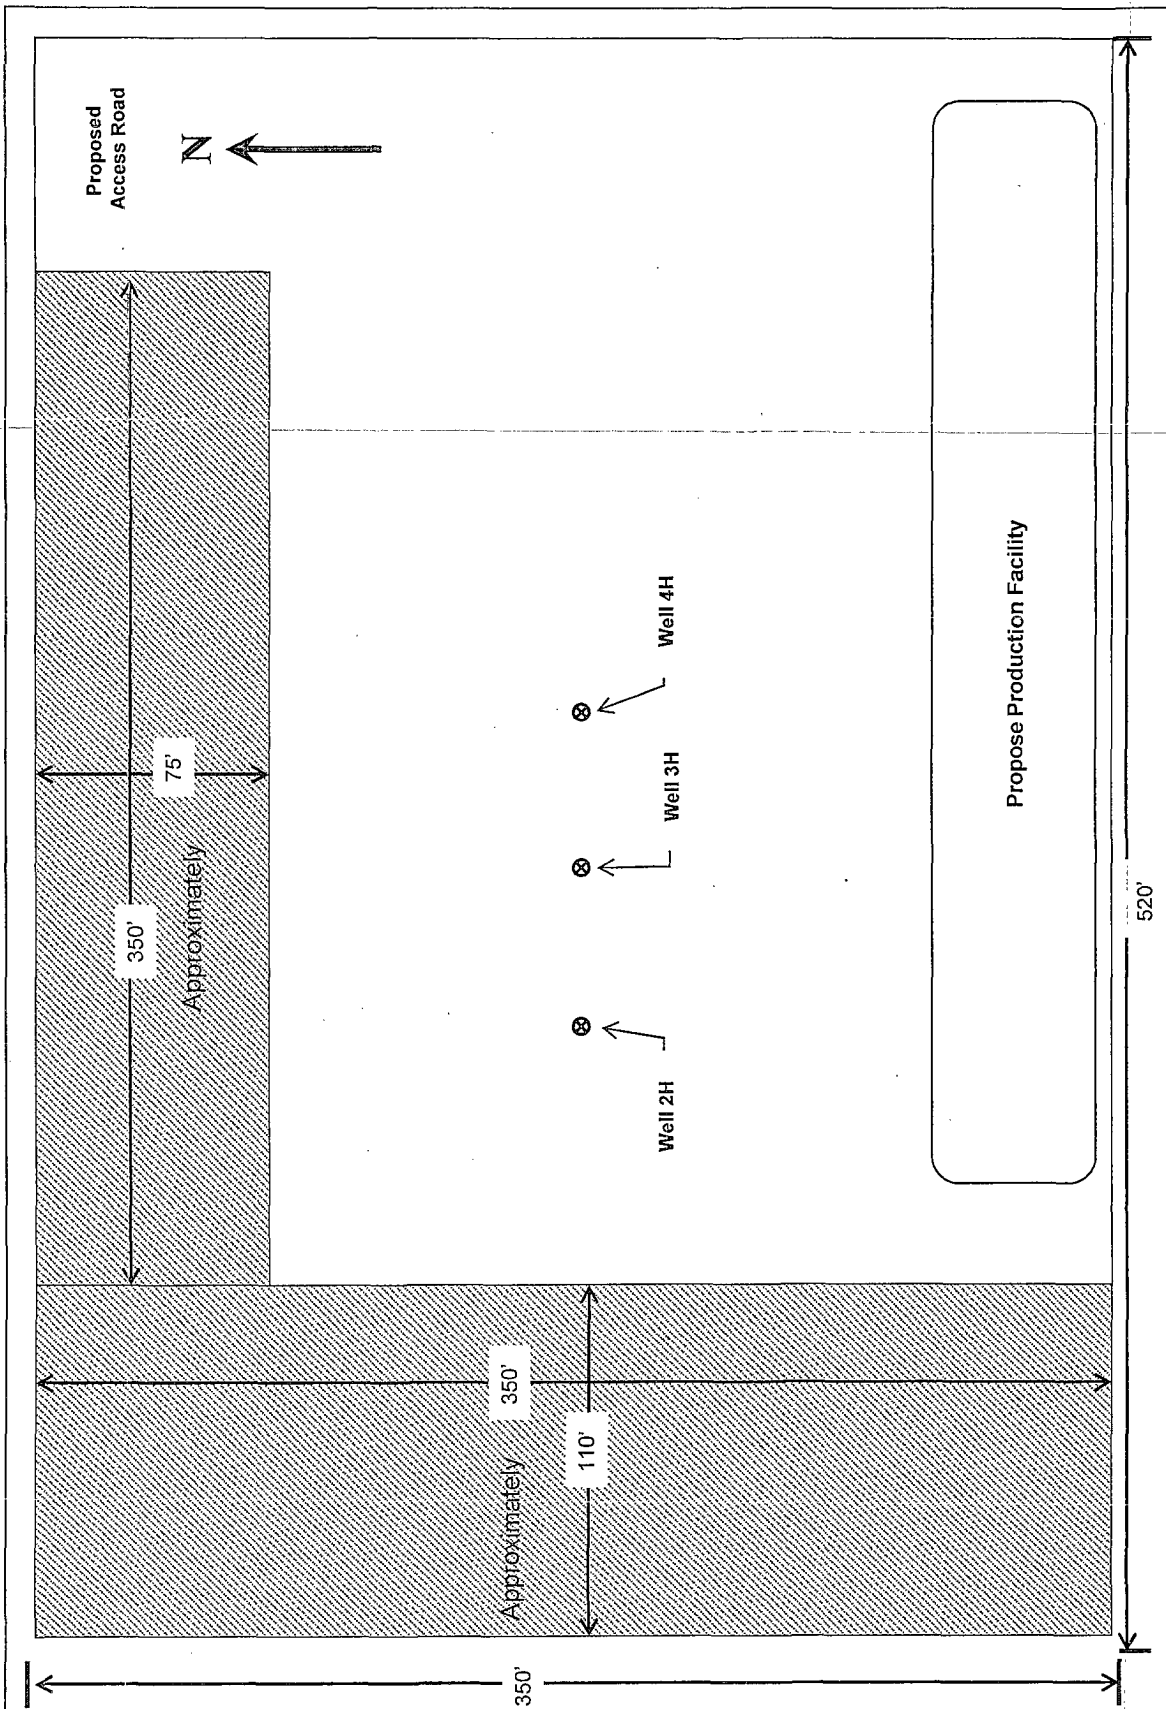 Proposed
Access Road
N
350'
Approximately
75'
Well 2H
Well 3H
Well 4H
350'
Approximately
110'
Propose Production Facility
350'
520'